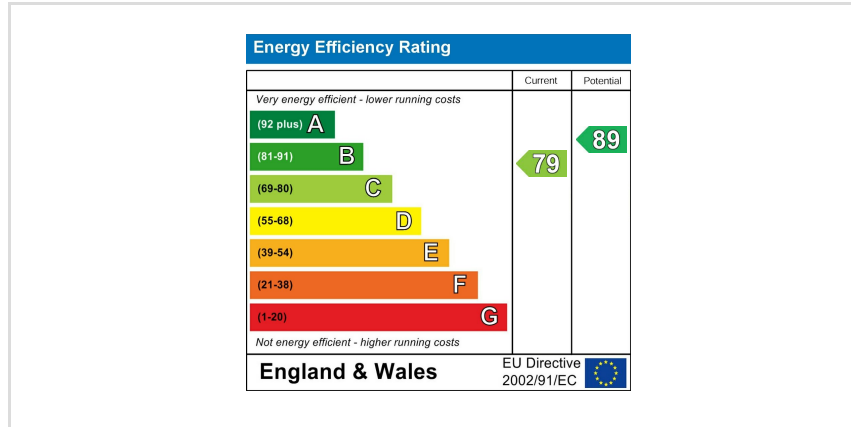 Energy Efficiency Rating
Current Potential
Very energy efficient - lower running costs
(92 plus) A
(81-91) B
(69-80) C
(55-68) D
(39-54) E
(21-38) F
(1-20) G
79
89
Not energy efficient - higher running costs
England & Wales
EU Directive
2002/91/EC